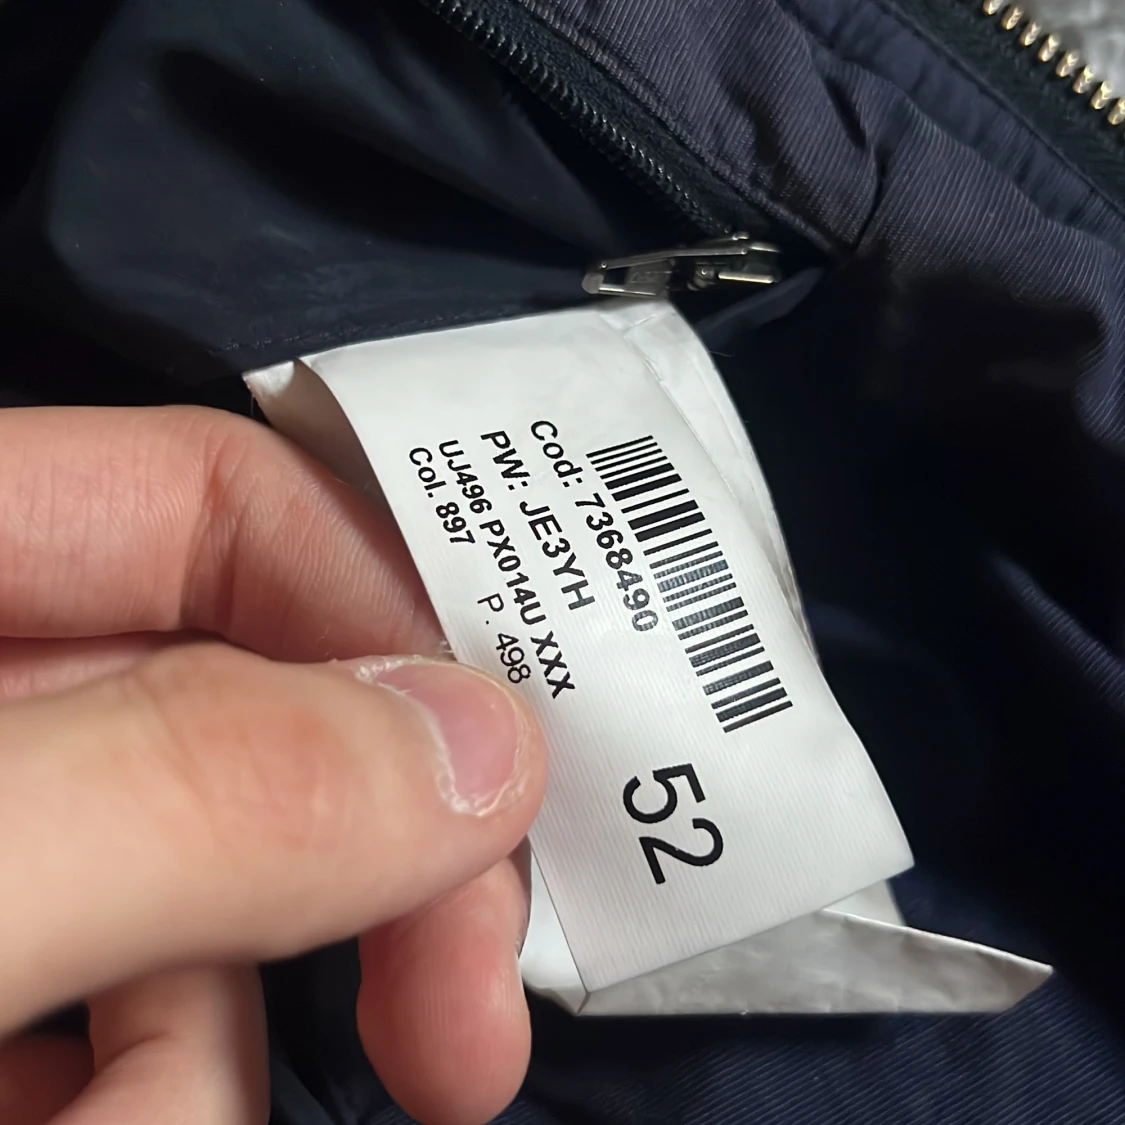 Cod: 7368490
PW: JE3YH
UJ496 PX014U XXX
Col. 897 P. 498
52